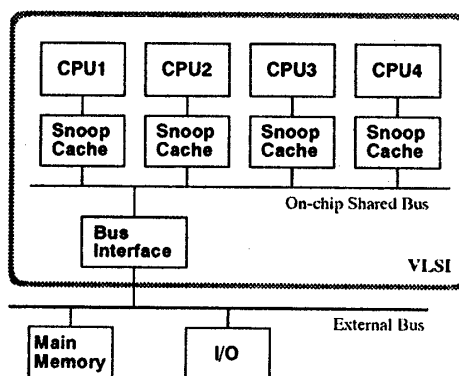 CPU1 CPU2 CPU3 CPU4
Snoop Cache Snoop Cache Snoop Cache Snoop Cache
On-chip Shared Bus
Bus Interface
VLSI
External Bus
Main Memory
I/O